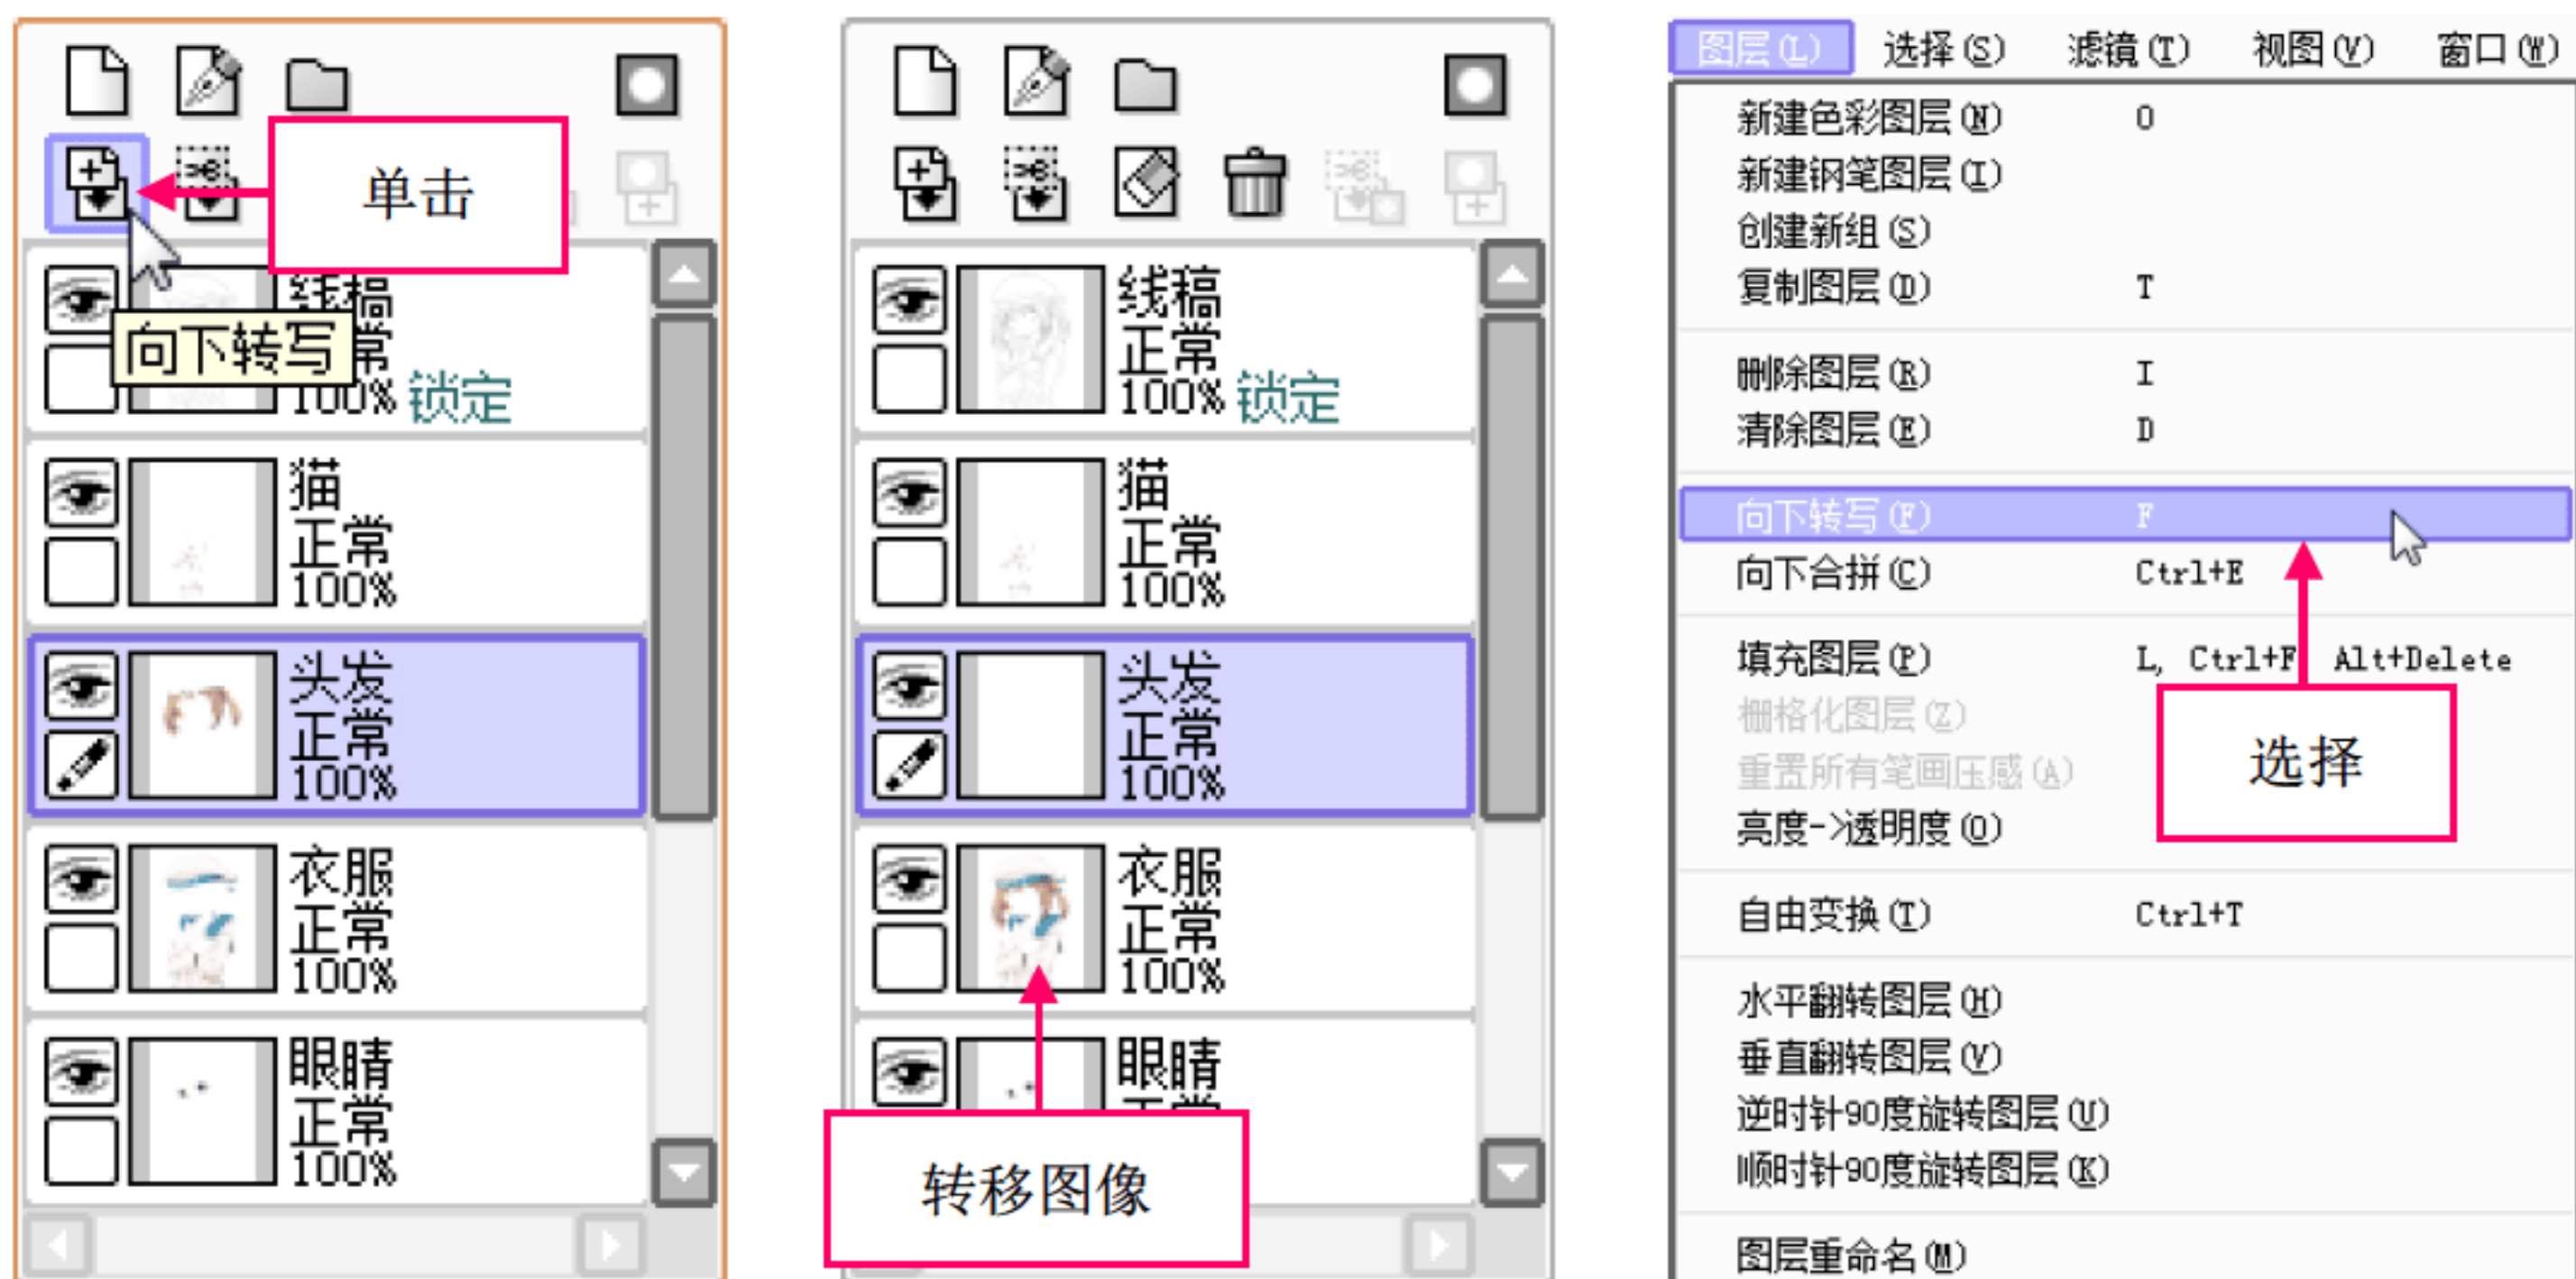 单击
向下转写
线稿
常
100% 锁定
猫
正常
100%
头发
正常
100%
衣服
正常
100%
眼睛
正常
100%
线稿
正常
100% 锁定
猫
正常
100%
头发
正常
100%
衣服
正常
100%
眼睛
转移图像
图层(L) 选择(S) 滤镜(T) 视图(V) 窗口(W)
新建色彩图层(N) O
新建钢笔图层(I)
创建新组(S)
复制图层(D) T
删除图层(R) I
清除图层(E) D
向下转写(F) F
向下合拼(C) Ctrl+E
填充图层(P) L, Ctrl+F Alt+Delete
栅格化图层(Z)
重置所有笔画压感(A)
选择
亮度->透明度(O)
自由变换(T) Ctrl+T
水平翻转图层(H)
垂直翻转图层(V)
逆时针90度旋转图层(U)
顺时针90度旋转图层(K)
图层重命名(M)